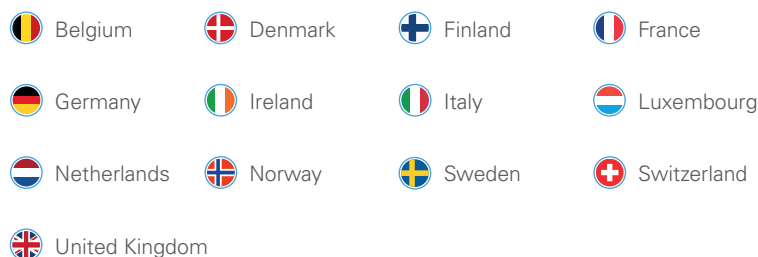 Belgium Denmark Finland France
Germany Ireland Italy Luxembourg
Netherlands Norway Sweden Switzerland
United Kingdom